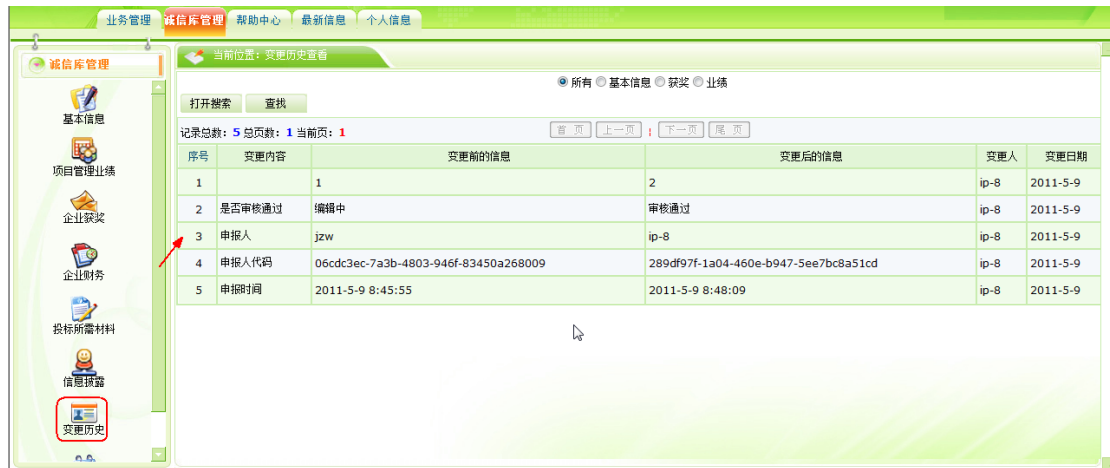 业务管理 诚信库管理 帮助中心 最新信息 个人信息
诚信库管理
当前位置：变更历史查看
所有 基本信息 获奖 业绩
打开搜索 查找
记录总数：5 总页数：1 当前页：1 首 页 上一页 1 下一页 尾 页
序号 变更内容 变更前的信息 变更后的信息 变更人 变更日期
1 1 2 ip-8 2011-5-9
2 是否审核通过 编辑中 审核通过 ip-8 2011-5-9
3 申报人 jzw ip-8 ip-8 2011-5-9
4 申报人代码 06cdc3ec-7a3b-4803-946f-83450a268009 289df97f-1a04-460e-b947-5ee7bc8a51cd ip-8 2011-5-9
5 申报时间 2011-5-9 8:45:55 2011-5-9 8:48:09 ip-8 2011-5-9
基本信息
项目管理业绩
企业获奖
企业财务
投标所需材料
信息披露
变更历史